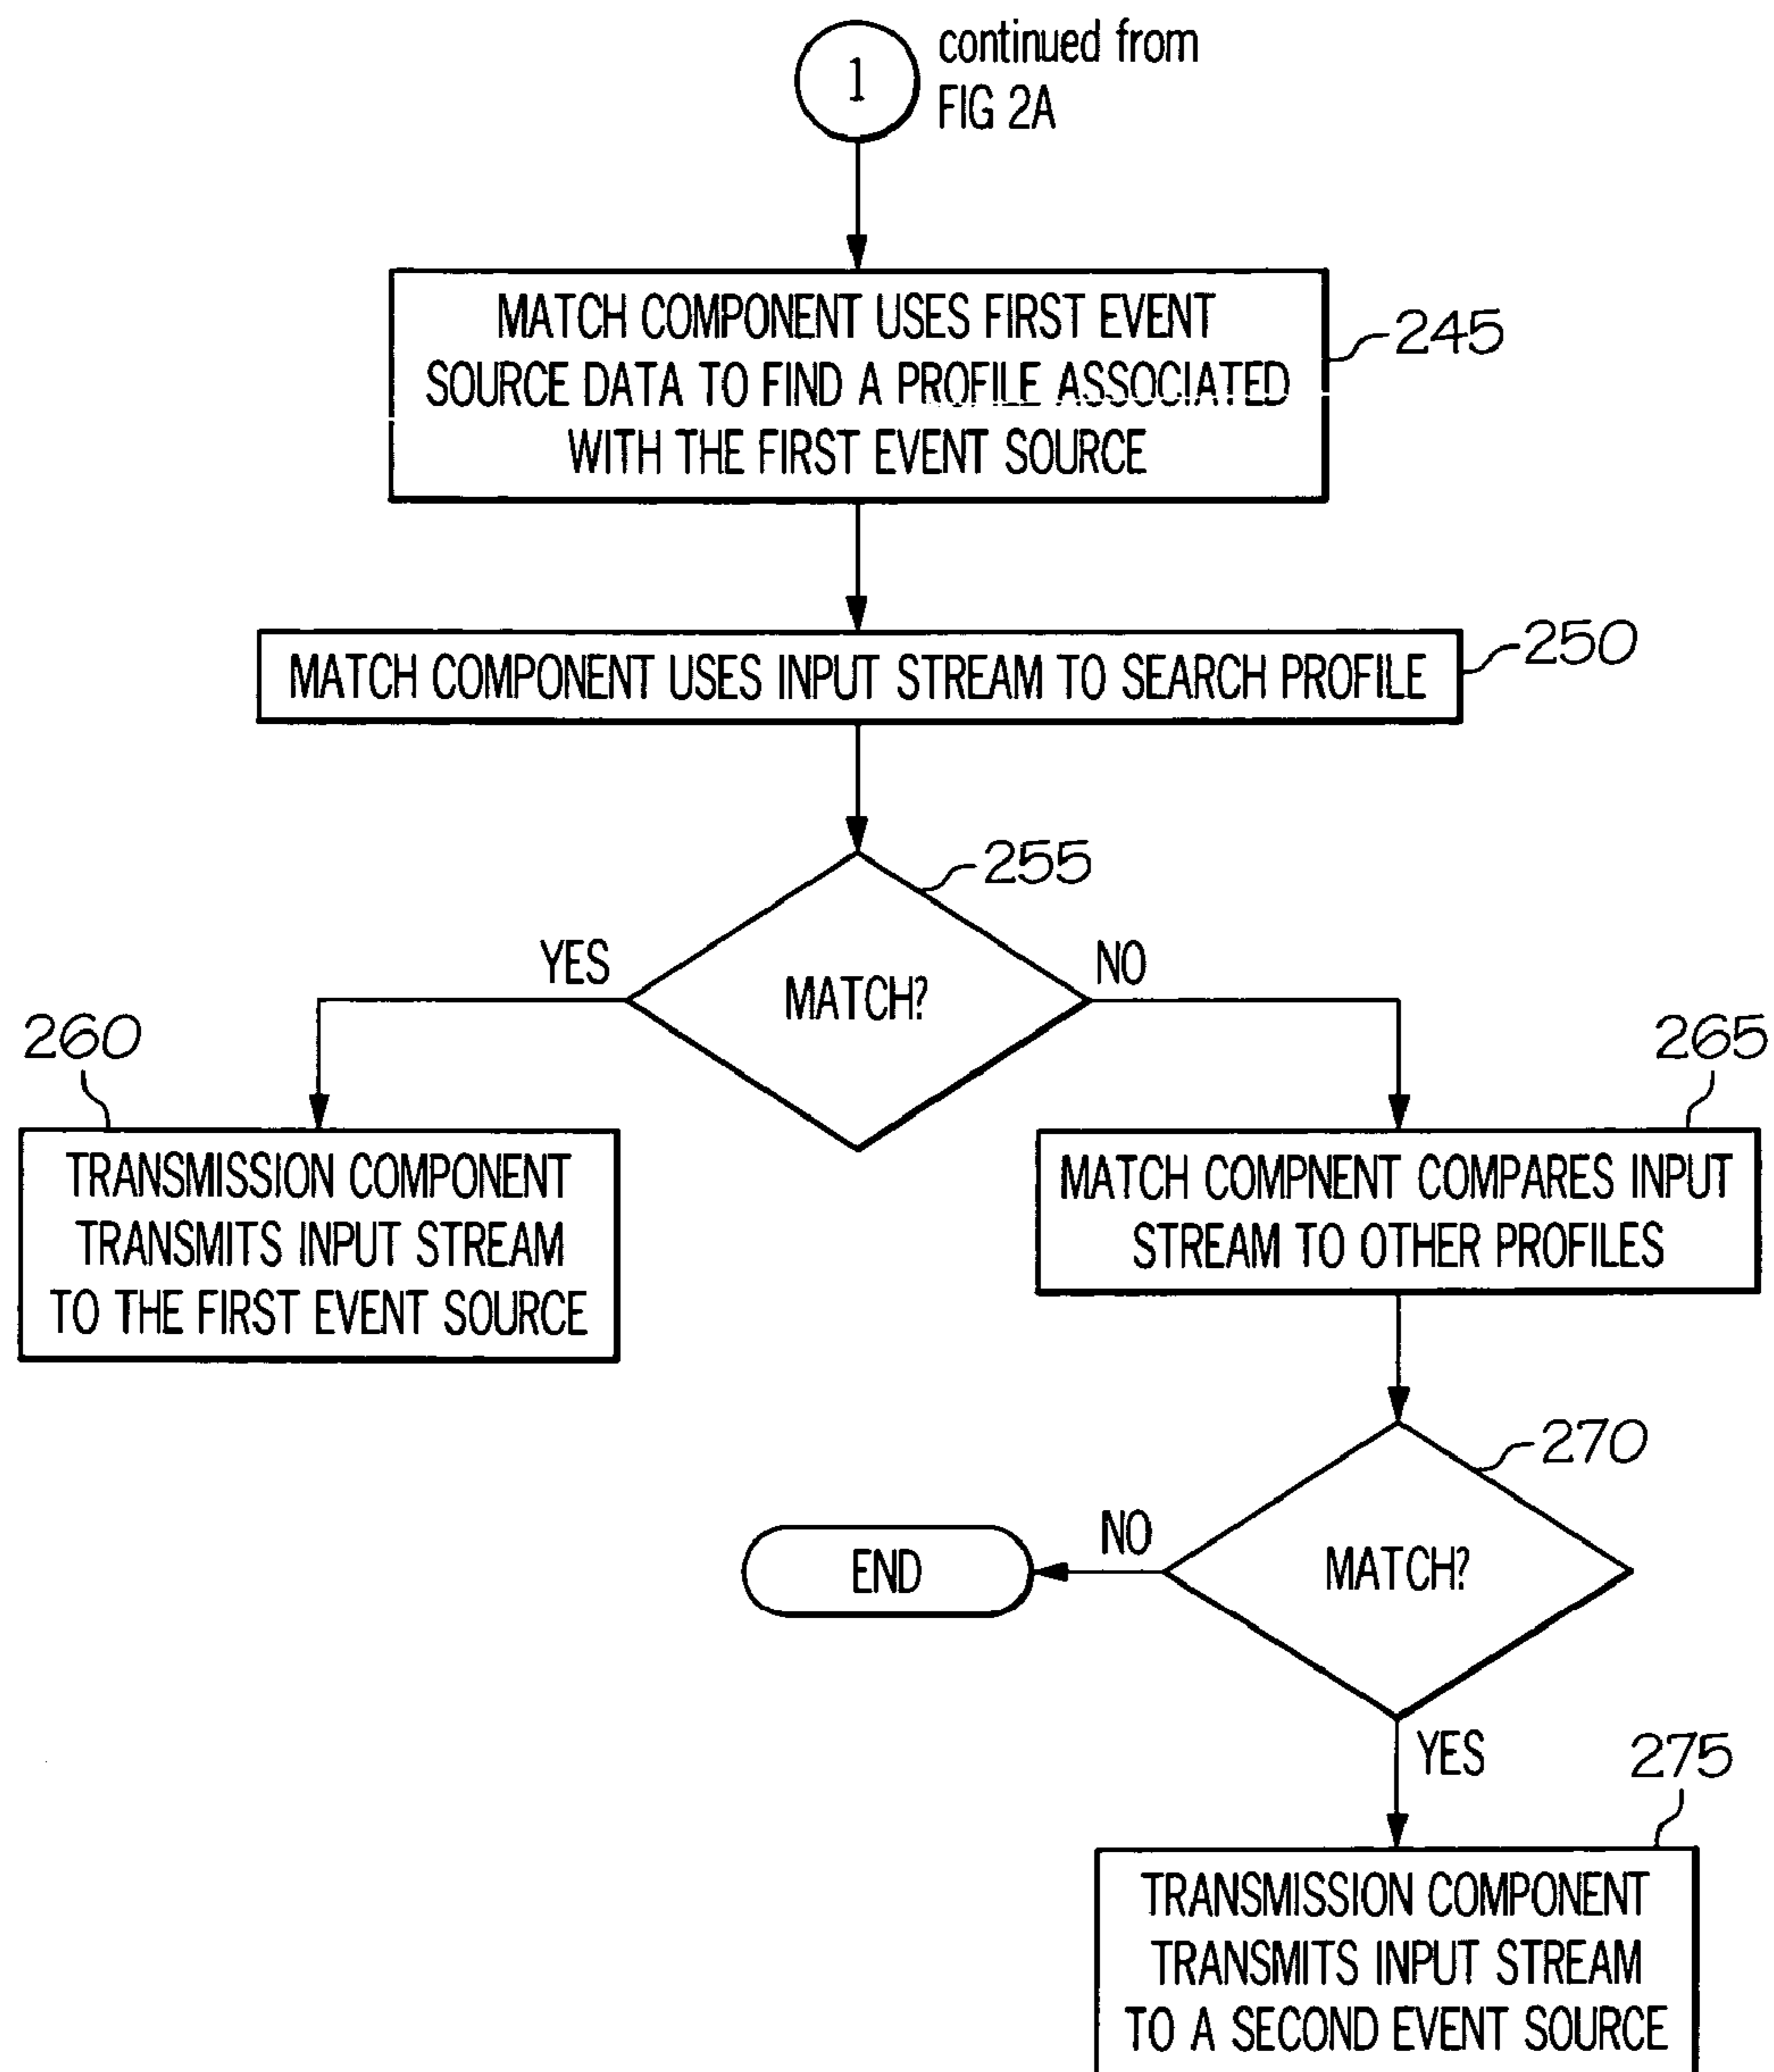 1
continued from
FIG 2A
MATCH COMPONENT USES FIRST EVENT
SOURCE DATA TO FIND A PROFILE ASSOCIATED
WITH THE FIRST EVENT SOURCE
245
MATCH COMPONENT USES INPUT STREAM TO SEARCH PROFILE
250
255
YES
MATCH?
NO
260
265
TRANSMISSION COMPONENT
TRANSMITS INPUT STREAM
TO THE FIRST EVENT SOURCE
MATCH COMPNENT COMPARES INPUT
STREAM TO OTHER PROFILES
270
END
NO
MATCH?
YES
275
TRANSMISSION COMPONENT
TRANSMITS INPUT STREAM
TO A SECOND EVENT SOURCE